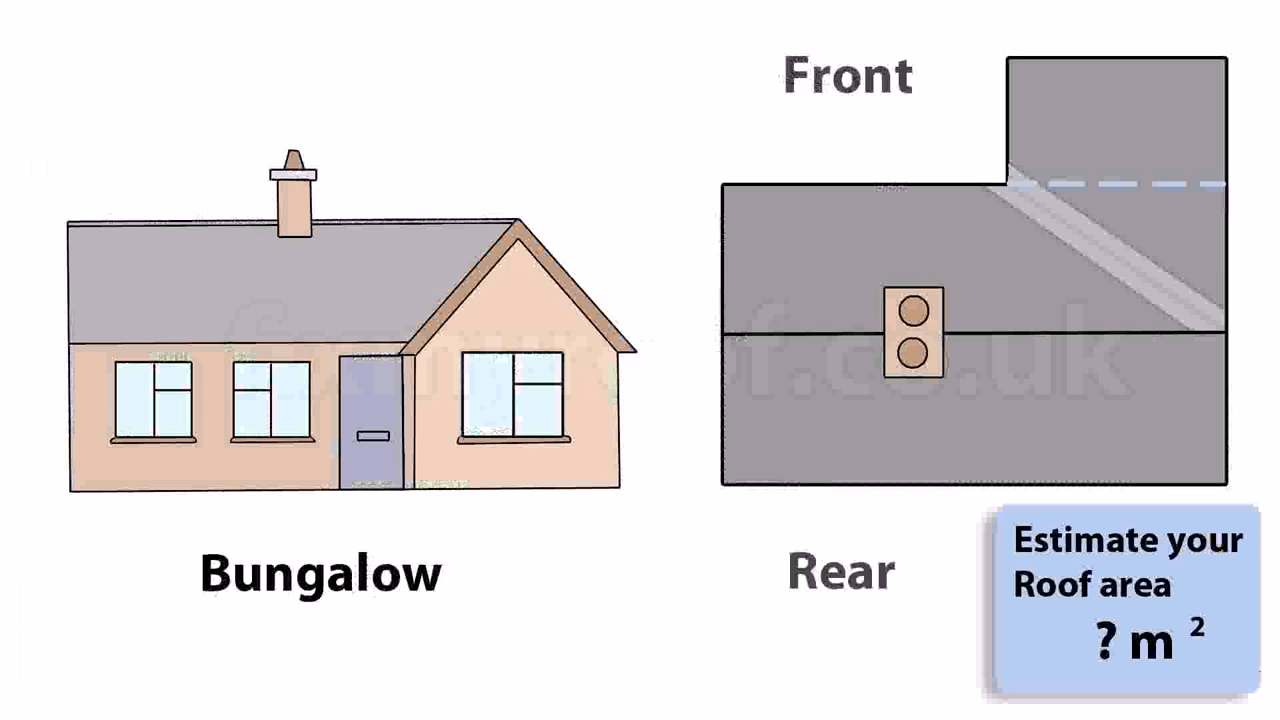 Front
Bungalow
Rear
Estimate your
Roof area
? m ²